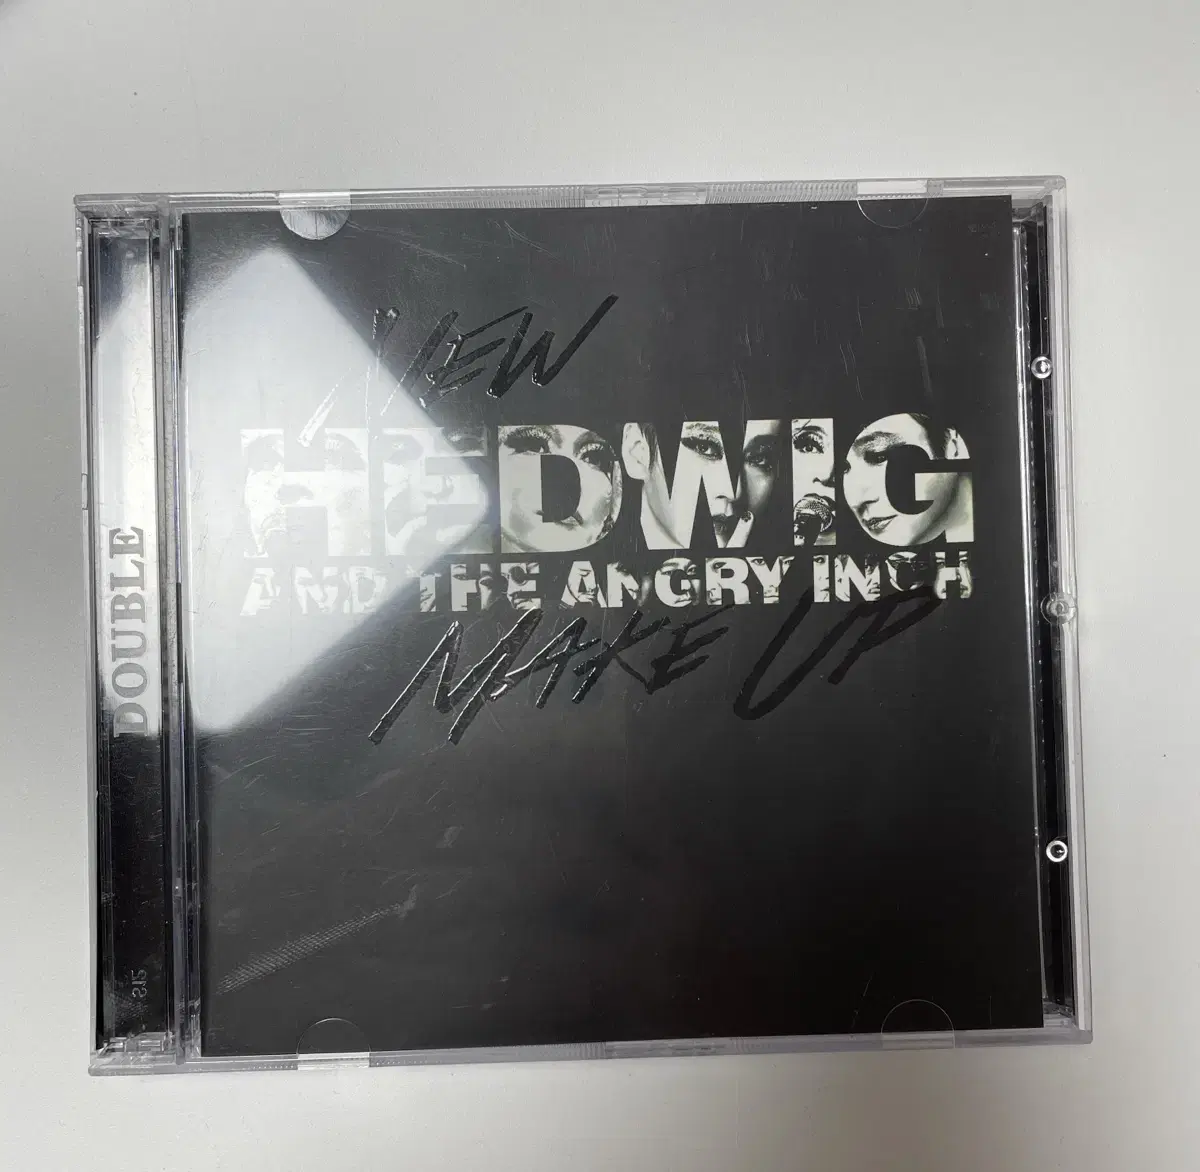 NEW
HEDWIG
AND THE ANGRY INCH
MAKE UP
DOUBLE